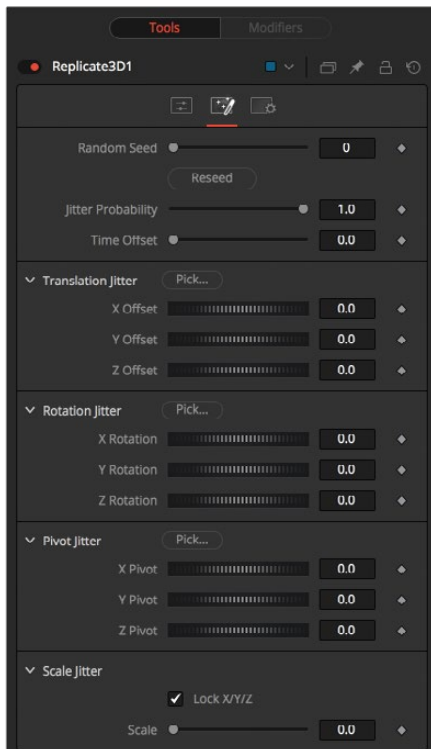 Tools Modifiers
Replicate3D1
Random Seed 0
Reseed
Jitter Probability 1.0
Time Offset 0.0
Translation Jitter Pick...
X Offset 0.0
Y Offset 0.0
Z Offset 0.0
Rotation Jitter Pick...
X Rotation 0.0
Y Rotation 0.0
Z Rotation 0.0
Pivot Jitter Pick...
X Pivot 0.0
Y Pivot 0.0
Z Pivot 0.0
Scale Jitter
Lock X/Y/Z
Scale 0.0